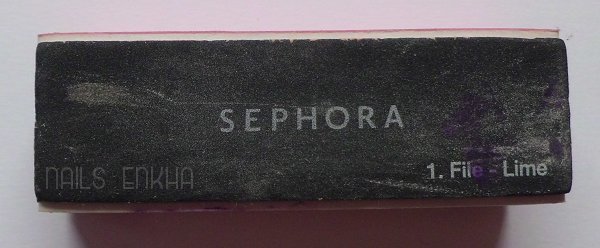 SEPHORA
1. File - Lime
NAILS ENKHA